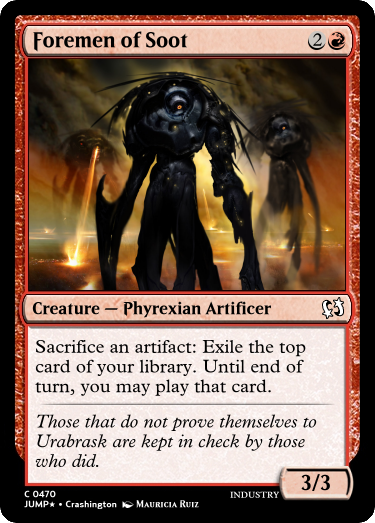 Foremen of Soot 2
Creature — Phyrexian Artificer
Sacrifice an artifact: Exile the top
card of your library. Until end of
turn, you may play that card.
Those that do not prove themselves to
Urabrask are kept in check by those
who did.
3/3
C 0470 INDUSTRY
JUMP★ • Crashington Mauricia Ruiz